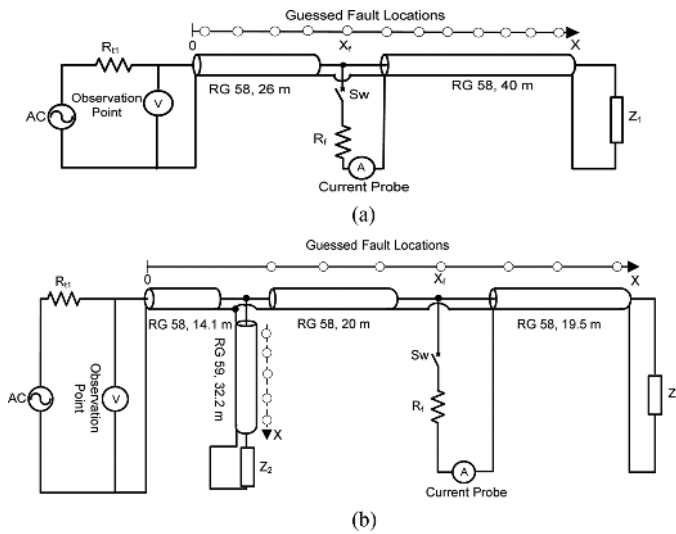 Guessed Fault Locations
0
Xf
X
Rt1
AC
Observation
Point
V
RG 58, 26 m
Sw
Rf
A
Current Probe
RG 58, 40 m
Z1
(a)
Guessed Fault Locations
0
Xf
X
Rt1
AC
Observation
Point
V
RG 58, 14.1 m
RG 59, 32.2 m
X
Z2
RG 58, 20 m
Sw
Rf
A
Current Probe
RG 58, 19.5 m
Z
(b)